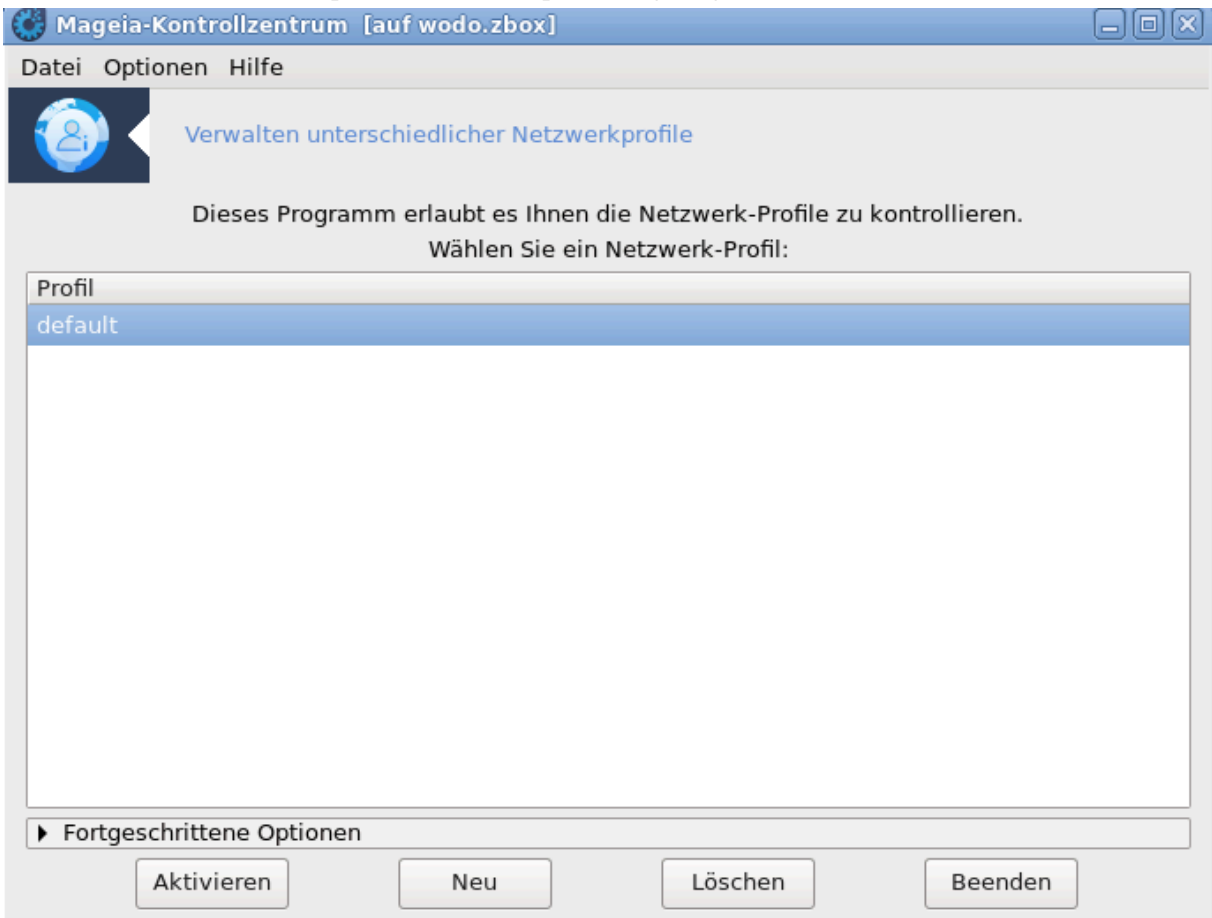 Mageia-Kontrollzentrum [auf wodo.zbox]
Datei Optionen Hilfe
Verwalten unterschiedlicher Netzwerkprofile
Dieses Programm erlaubt es Ihnen die Netzwerk-Profile zu kontrollieren.
Wählen Sie ein Netzwerk-Profil:
Profil
default
Fortgeschrittene Optionen
Aktivieren Neu Löschen Beenden